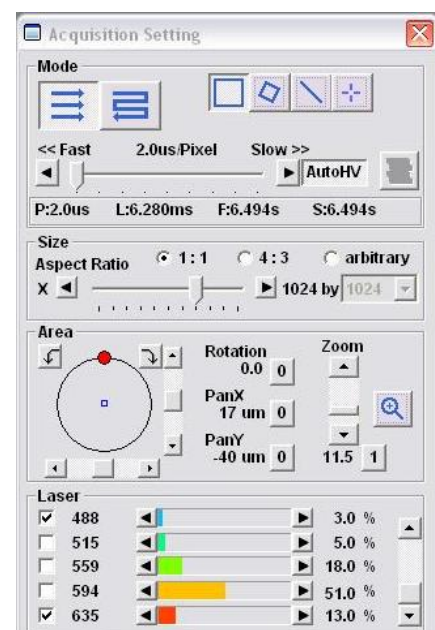 Acquisition Setting
Mode
<< Fast 2.0us/Pixel Slow >>
AutoHV
P:2.0us L:6.280ms F:6.494s S:6.494s
Size
Aspect Ratio 1:1 4:3 arbitrary
X 1024 by 1024
Area
Rotation Zoom
0.0 0
PanX
17 um 0
PanY
-40 um 0 11.5 1
Laser
488 3.0 %
515 5.0 %
559 18.0 %
594 51.0 %
635 13.0 %